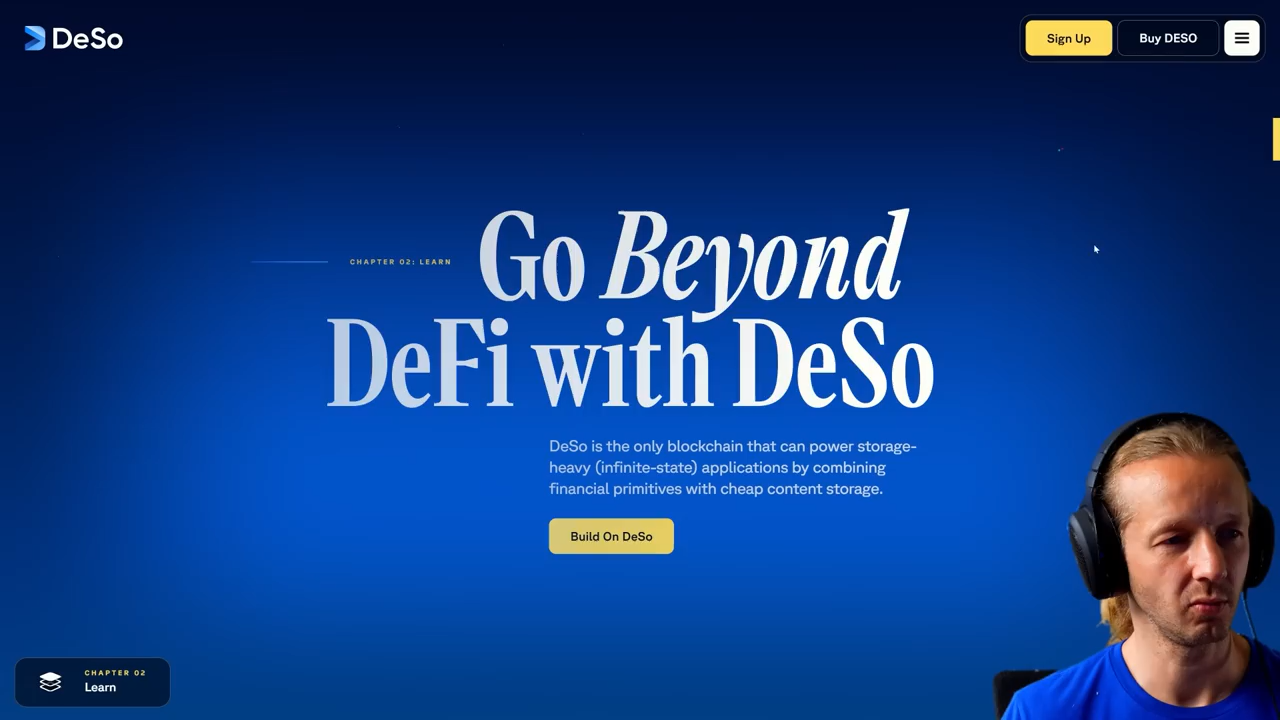 DeSo
Sign Up
Buy DESO
CHAPTER 02: LEARN
Go Beyond
DeFi with DeSo
DeSo is the only blockchain that can power storage-
heavy (infinite-state) applications by combining
financial primitives with cheap content storage.
Build On DeSo
CHAPTER 02
Learn